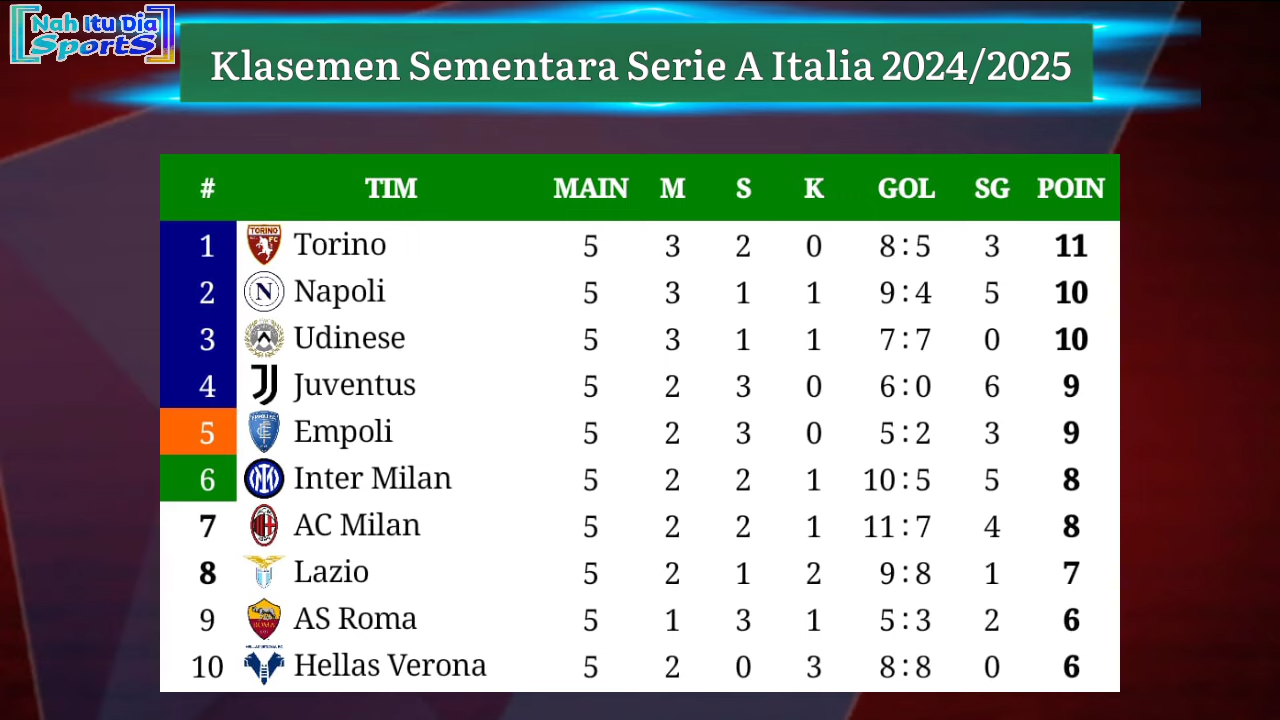 Nah Itu Dia
SportS
Klasemen Sementara Serie A Italia 2024/2025
# TIM MAIN M S K GOL SG POIN
1 Torino 5 3 2 0 8:5 3 11
2 Napoli 5 3 1 1 9:4 5 10
3 Udinese 5 3 1 1 7:7 0 10
4 Juventus 5 2 3 0 6:0 6 9
5 Empoli 5 2 3 0 5:2 3 9
6 Inter Milan 5 2 2 1 10:5 5 8
7 AC Milan 5 2 2 1 11:7 4 8
8 Lazio 5 2 1 2 9:8 1 7
9 AS Roma 5 1 3 1 5:3 2 6
10 Hellas Verona 5 2 0 3 8:8 0 6